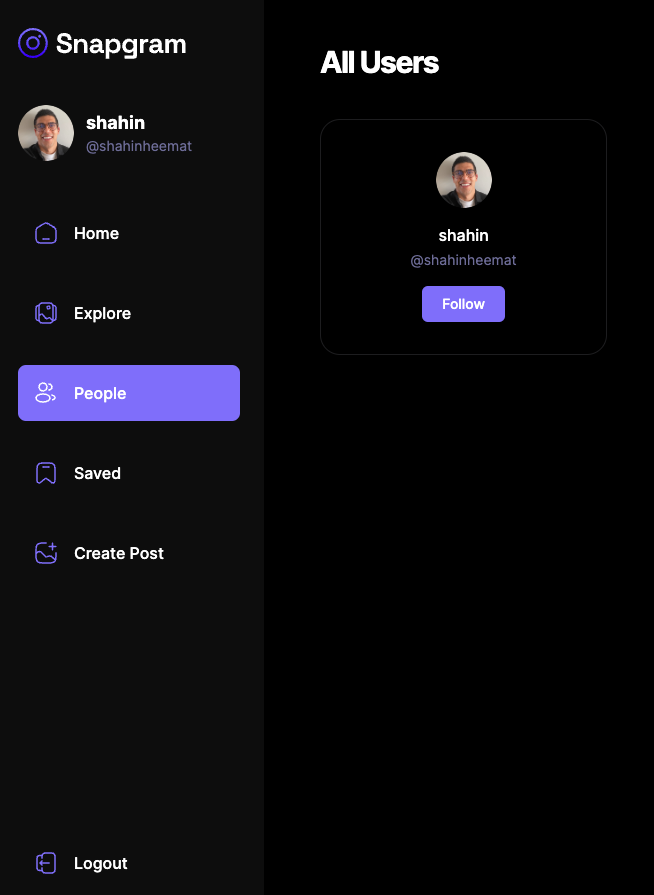 Snapgram
shahin
@shahinheemat
Home
Explore
People
Saved
Create Post
Logout
All Users
shahin
@shahinheemat
Follow